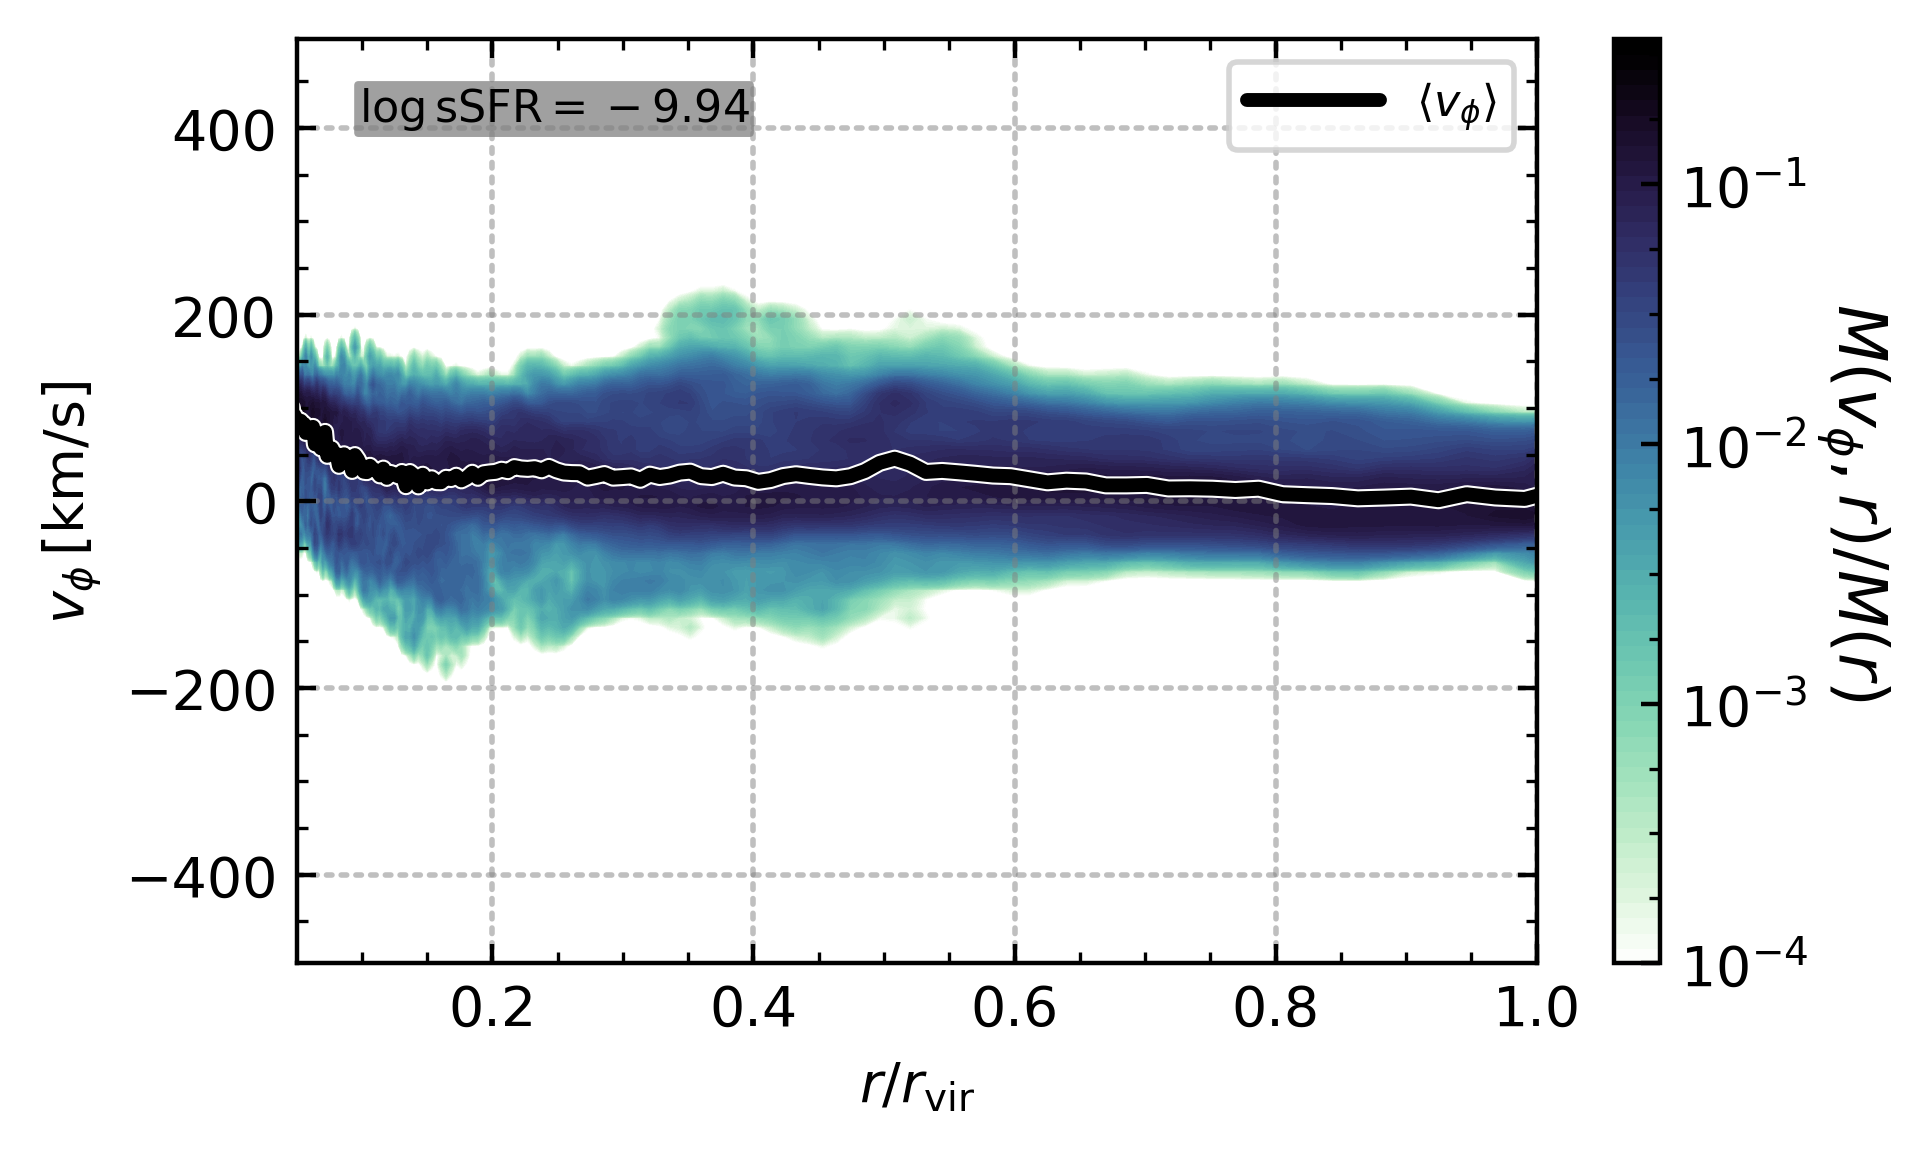 log sSFR = − 9.94
⟨v_ϕ⟩
400
200
0
−200
−400
v_ϕ [km/s]
0.2 0.4 0.6 0.8 1.0
r/r_vir
10⁻¹
10⁻²
10⁻³
10⁻⁴
M(v_ϕ, r)/M(r)